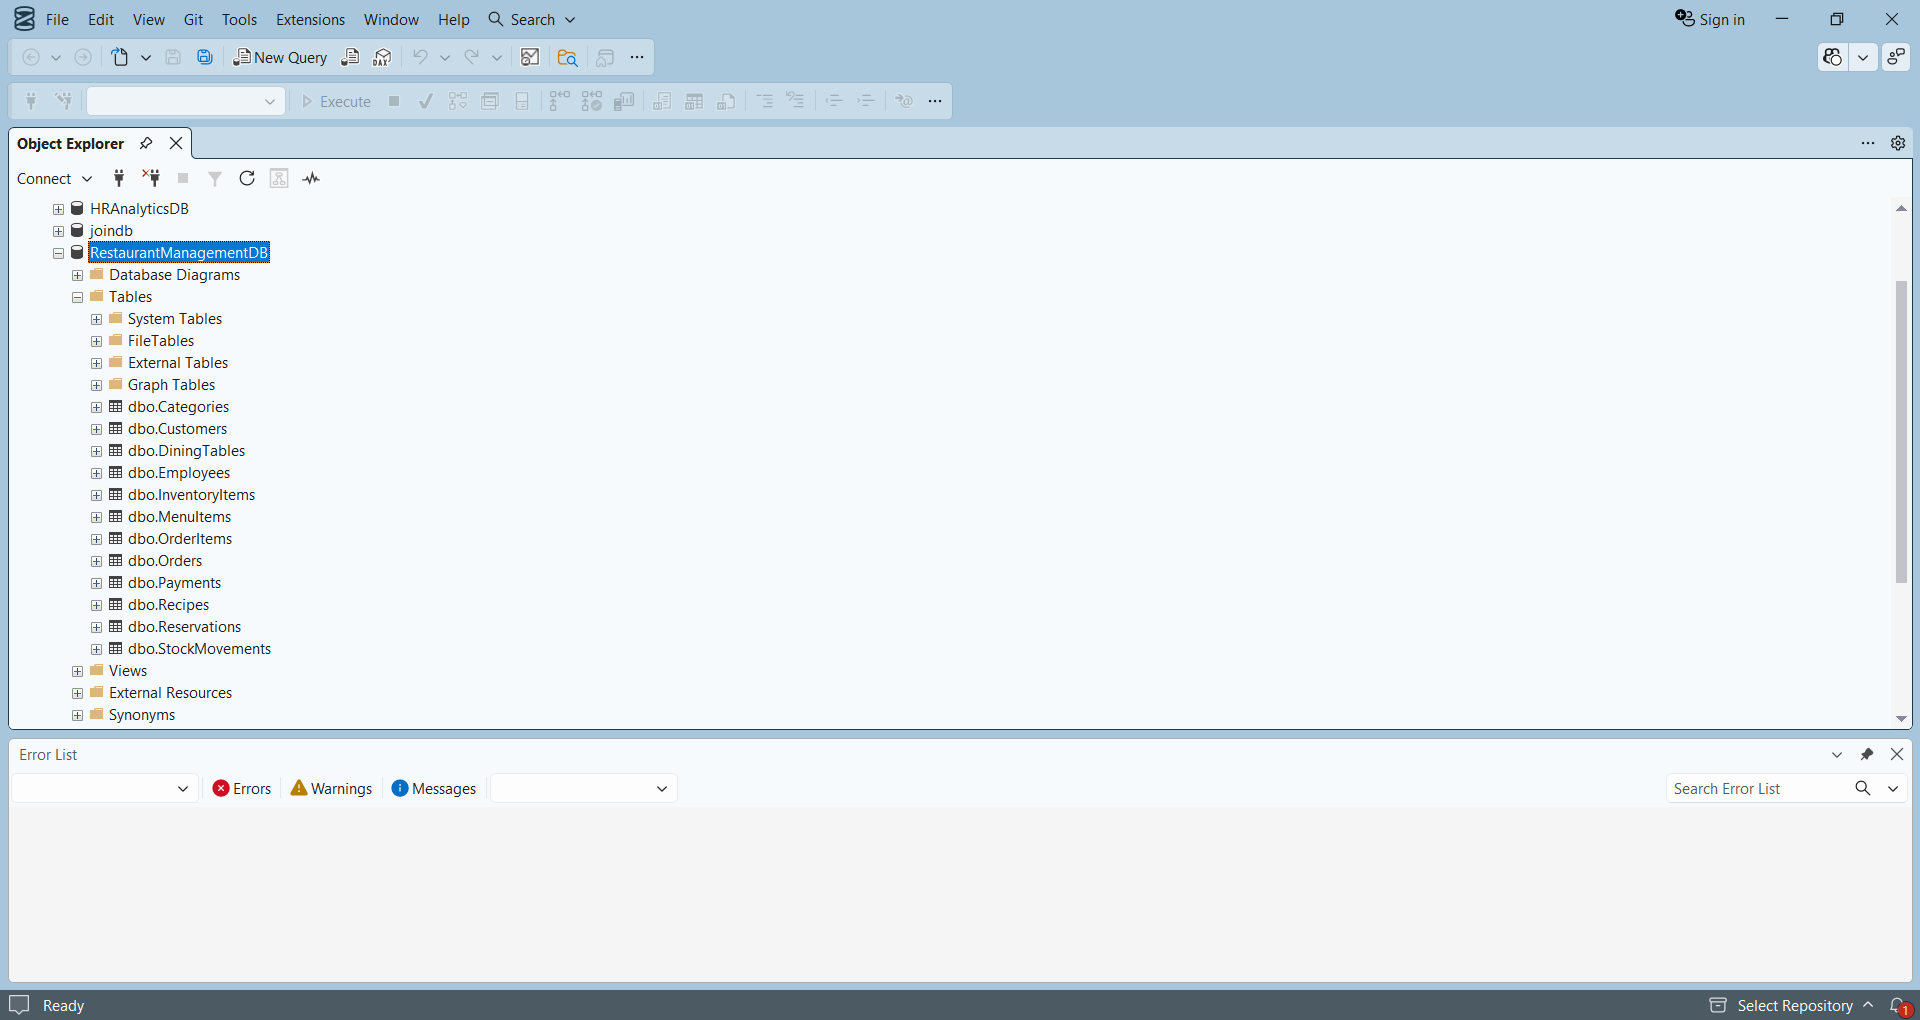 File Edit View Git Tools Extensions Window Help Search Sign in
New Query
Execute
Object Explorer
Connect
HRAnalyticsDB
joindb
RestaurantManagementDB
Database Diagrams
Tables
System Tables
FileTables
External Tables
Graph Tables
dbo.Categories
dbo.Customers
dbo.DiningTables
dbo.Employees
dbo.InventoryItems
dbo.MenuItems
dbo.OrderItems
dbo.Orders
dbo.Payments
dbo.Recipes
dbo.Reservations
dbo.StockMovements
Views
External Resources
Synonyms
Error List
Errors Warnings Messages Search Error List
Ready Select Repository 1